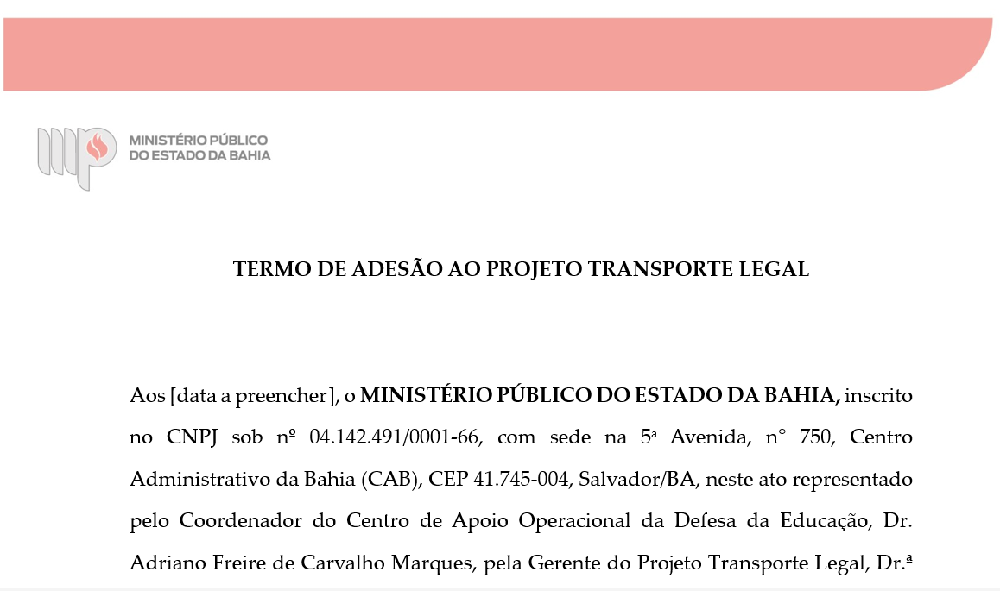 MINISTÉRIO PÚBLICO
DO ESTADO DA BAHIA
TERMO DE ADESÃO AO PROJETO TRANSPORTE LEGAL
Aos [data a preencher], o MINISTÉRIO PÚBLICO DO ESTADO DA BAHIA, inscrito
no CNPJ sob nº 04.142.491/0001-66, com sede na 5ª Avenida, n° 750, Centro
Administrativo da Bahia (CAB), CEP 41.745-004, Salvador/BA, neste ato representado
pelo Coordenador do Centro de Apoio Operacional da Defesa da Educação, Dr.
Adriano Freire de Carvalho Marques, pela Gerente do Projeto Transporte Legal, Dr.ª